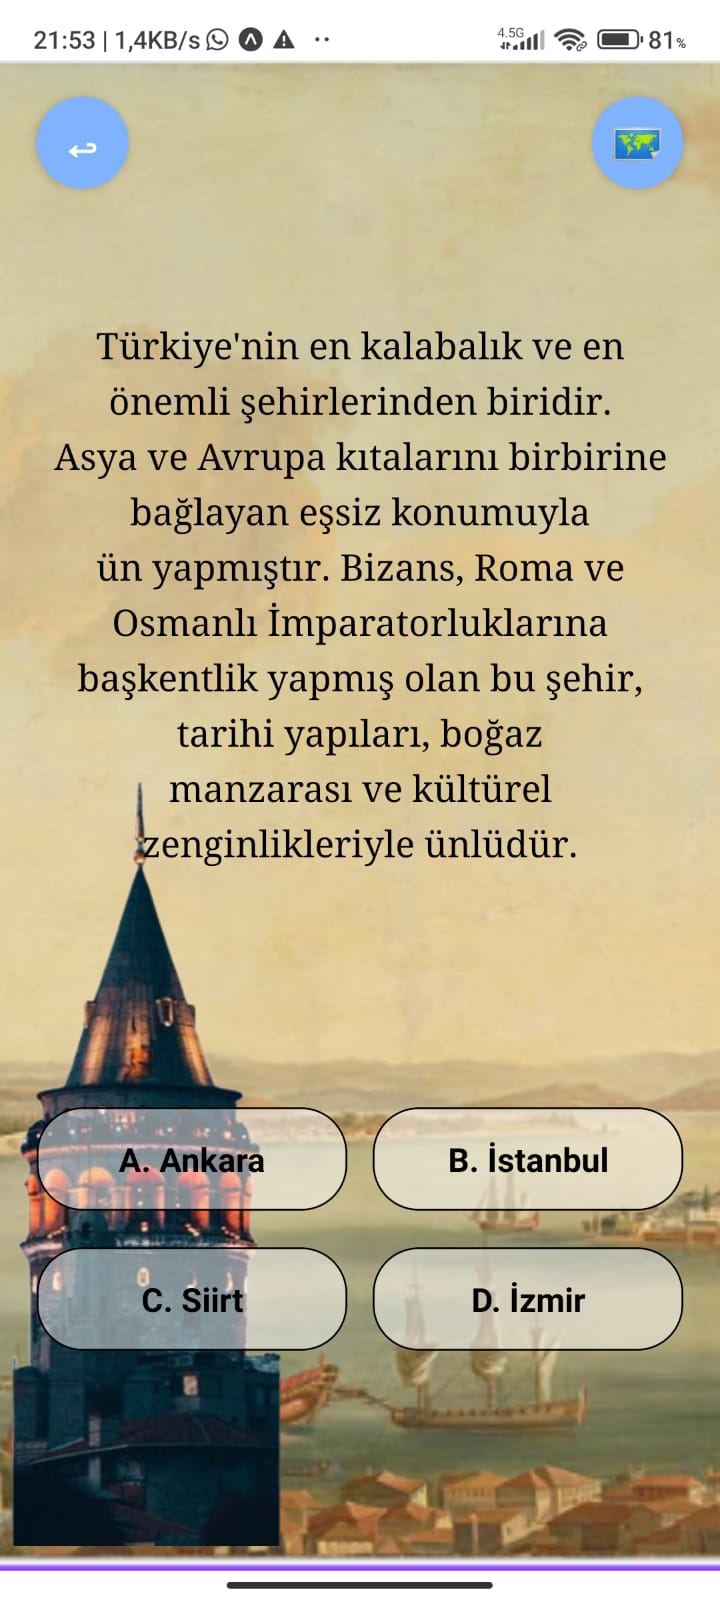 21:53 | 1,4KB/s
4.5G
81%
Türkiye'nin en kalabalık ve en
önemli şehirlerinden biridir.
Asya ve Avrupa kıtalarını birbirine
bağlayan eşsiz konumuyla
ün yapmıştır. Bizans, Roma ve
Osmanlı İmparatorluklarına
başkentlik yapmış olan bu şehir,
tarihi yapıları, boğaz
manzarası ve kültürel
zenginlikleriyle ünlüdür.
A. Ankara
B. İstanbul
C. Siirt
D. İzmir